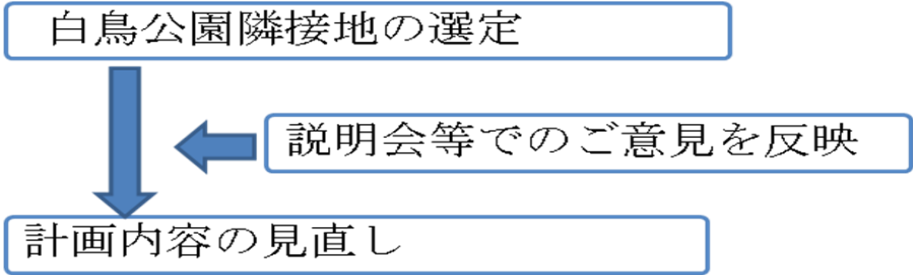 白鳥公園隣接地の選定
説明会等でのご意見を反映
計画内容の見直し